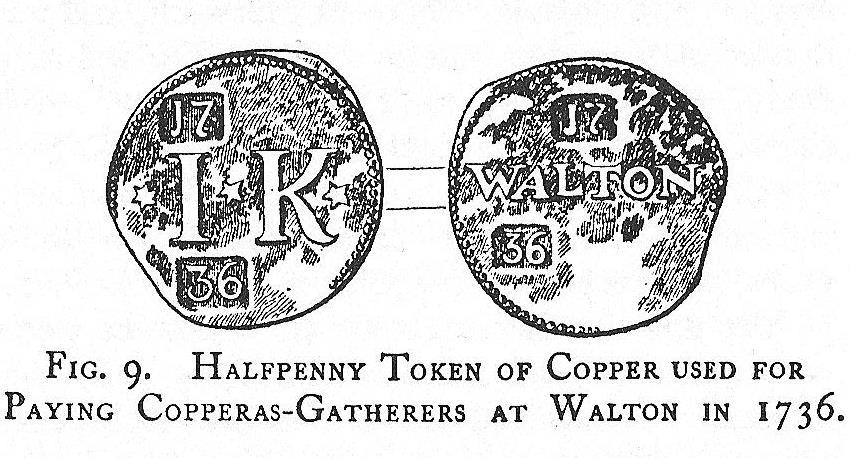 17
I K
36
17
WALTON
36
FIG. 9. HALFPENNY TOKEN OF COPPER USED FOR
PAYING COPPERAS-GATHERERS AT WALTON IN 1736.